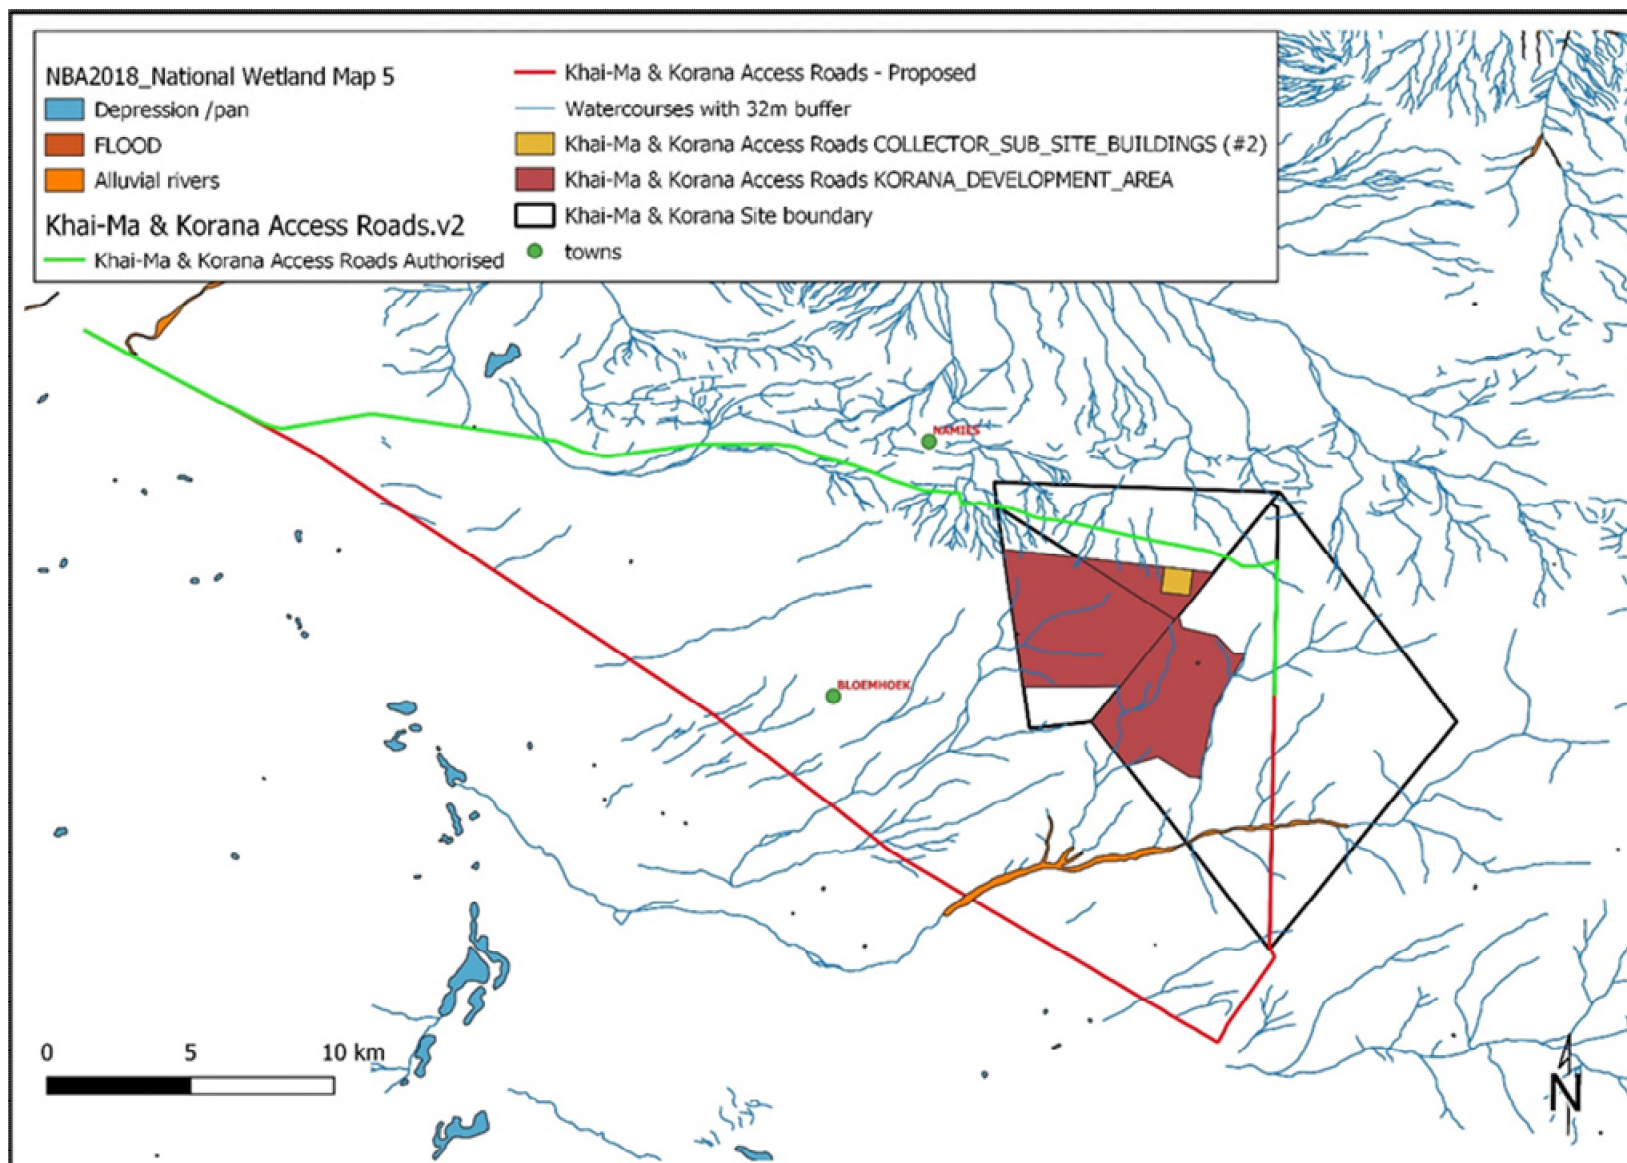 NBA2018_National Wetland Map 5
Depression /pan
FLOOD
Alluvial rivers
Khai-Ma & Korana Access Roads.v2
Khai-Ma & Korana Access Roads Authorised
Khai-Ma & Korana Access Roads - Proposed
Watercourses with 32m buffer
Khai-Ma & Korana Access Roads COLLECTOR_SUB_SITE_BUILDINGS (#2)
Khai-Ma & Korana Access Roads KORANA_DEVELOPMENT_AREA
Khai-Ma & Korana Site boundary
towns
NAMIES
BLOEMHOEK
0 5 10 km
N